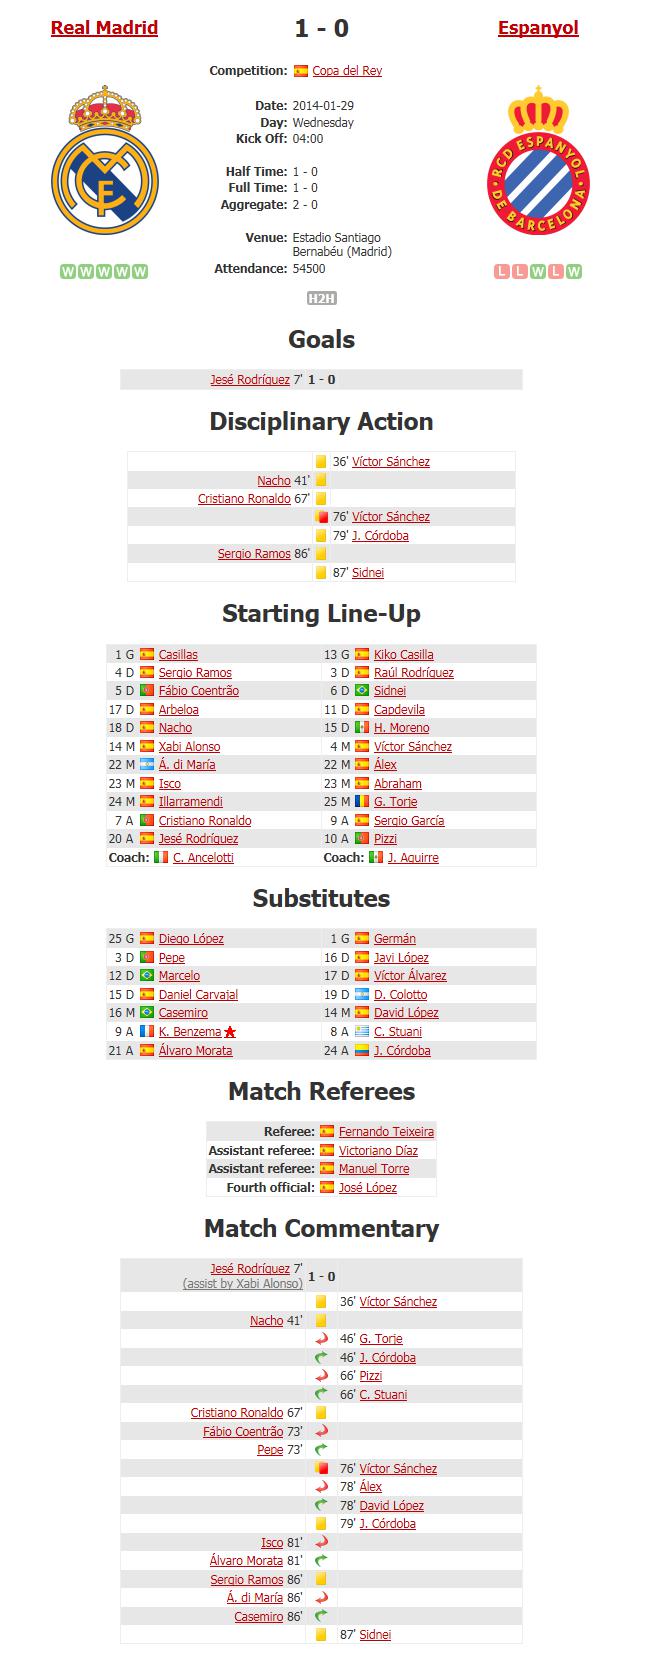 Real Madrid 1 - 0 Espanyol
Competition: Copa del Rey
Date: 2014-01-29
Day: Wednesday
Kick Off: 04:00
Half Time: 1 - 0
Full Time: 1 - 0
Aggregate: 2 - 0
Venue: Estadio Santiago
Bernabéu (Madrid)
Attendance: 54500
RCD ESPANYOL
DE BARCELONA
W W W W W
L L W L W
H2H
Goals
Jesé Rodríguez 7' 1 - 0
Disciplinary Action
36' Víctor Sánchez
Nacho 41'
Cristiano Ronaldo 67'
76' Víctor Sánchez
79' J. Córdoba
Sergio Ramos 86'
87' Sidnei
Starting Line-Up
1 G Casillas 13 G Kiko Casilla
4 D Sergio Ramos 3 D Raúl Rodríguez
5 D Fábio Coentrão 6 D Sidnei
17 D Arbeloa 11 D Capdevila
18 D Nacho 15 D H. Moreno
14 M Xabi Alonso 4 M Víctor Sánchez
22 M Á. di María 22 M Álex
23 M Isco 23 M Abraham
24 M Illarramendi 25 M G. Torje
7 A Cristiano Ronaldo 9 A Sergio García
20 A Jesé Rodríguez 10 A Pizzi
Coach: C. Ancelotti Coach: J. Aguirre
Substitutes
25 G Diego López 1 G Germán
3 D Pepe 16 D Javi López
12 D Marcelo 17 D Víctor Álvarez
15 D Daniel Carvajal 19 D D. Colotto
16 M Casemiro 14 M David López
9 A K. Benzema 8 A C. Stuani
21 A Álvaro Morata 24 A J. Córdoba
Match Referees
Referee: Fernando Teixeira
Assistant referee: Victoriano Díaz
Assistant referee: Manuel Torre
Fourth official: José López
Match Commentary
Jesé Rodríguez 7' 1 - 0
(assist by Xabi Alonso)
36' Víctor Sánchez
Nacho 41'
46' G. Torje
46' J. Córdoba
66' Pizzi
66' C. Stuani
Cristiano Ronaldo 67'
Fábio Coentrão 73'
Pepe 73'
76' Víctor Sánchez
78' Álex
78' David López
79' J. Córdoba
Isco 81'
Álvaro Morata 81'
Sergio Ramos 86'
Á. di María 86'
Casemiro 86'
87' Sidnei